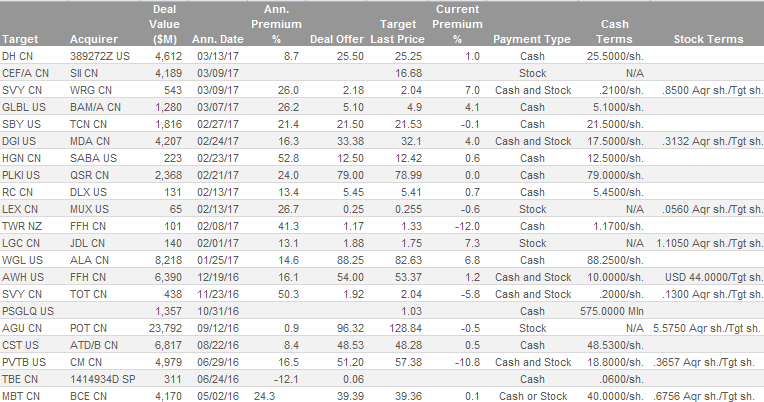 Deal Ann. Target Current
Value Premium Last Price Premium Cash
Target Acquirer ($M) Ann. Date % Deal Offer % Payment Type Terms Stock Terms
DH CN 389272Z US 4,612 03/13/17 8.7 25.50 25.25 1.0 Cash 25.5000/sh.
CEF/A CN SII CN 4,189 03/09/17 16.68 Stock N/A
SVY CN WRG CN 543 03/09/17 26.0 2.18 2.04 7.0 Cash and Stock .2100/sh. .8500 Aqr sh./Tgt sh.
GLBL US BAM/A CN 1,280 03/07/17 26.2 5.10 4.9 4.1 Cash 5.1000/sh.
SBY US TCN CN 1,816 02/27/17 21.4 21.50 21.53 -0.1 Cash 21.5000/sh.
DGI US MDA CN 4,207 02/24/17 16.3 33.38 32.1 4.0 Cash and Stock 17.5000/sh. .3132 Aqr sh./Tgt sh.
HGN CN SABA US 223 02/23/17 52.8 12.50 12.42 0.6 Cash 12.5000/sh.
PLKI US QSR CN 2,368 02/21/17 24.0 79.00 78.99 0.0 Cash 79.0000/sh.
RC CN DLX US 131 02/13/17 13.4 5.45 5.41 0.7 Cash 5.4500/sh.
LEX CN MUX US 65 02/13/17 26.7 0.25 0.255 -0.6 Stock N/A .0560 Aqr sh./Tgt sh.
TWR NZ FFH CN 101 02/08/17 41.3 1.17 1.33 -12.0 Cash 1.1700/sh.
LGC CN JDL CN 140 02/01/17 13.1 1.88 1.75 7.3 Stock N/A 1.1050 Aqr sh./Tgt sh.
WGL US ALA CN 8,218 01/25/17 14.6 88.25 82.63 6.8 Cash 88.2500/sh.
AWH US FFH CN 6,390 12/19/16 16.1 54.00 53.37 1.2 Cash and Stock 10.0000/sh. USD 44.0000/Tgt sh.
SVY CN TOT CN 438 11/23/16 50.3 1.92 2.04 -5.8 Cash and Stock .2000/sh. .1300 Aqr sh./Tgt sh.
PSGLQ US 1,357 10/31/16 1.03 Cash 575.0000 Mln
AGU CN POT CN 23,792 09/12/16 0.9 96.32 128.84 -0.5 Stock N/A 5.5750 Aqr sh./Tgt sh.
CST US ATD/B CN 6,817 08/22/16 8.4 48.53 48.28 0.5 Cash 48.5300/sh.
PVTB US CM CN 4,979 06/29/16 16.5 51.20 57.38 -10.8 Cash and Stock 18.8000/sh. .3657 Aqr sh./Tgt sh.
TBE CN 1414934D SP 311 06/24/16 -12.1 0.06 Cash .0600/sh.
MBT CN BCE CN 4,170 05/02/16 24.3 39.39 39.36 0.1 Cash or Stock 40.0000/sh. .6756 Aqr sh./Tgt sh.